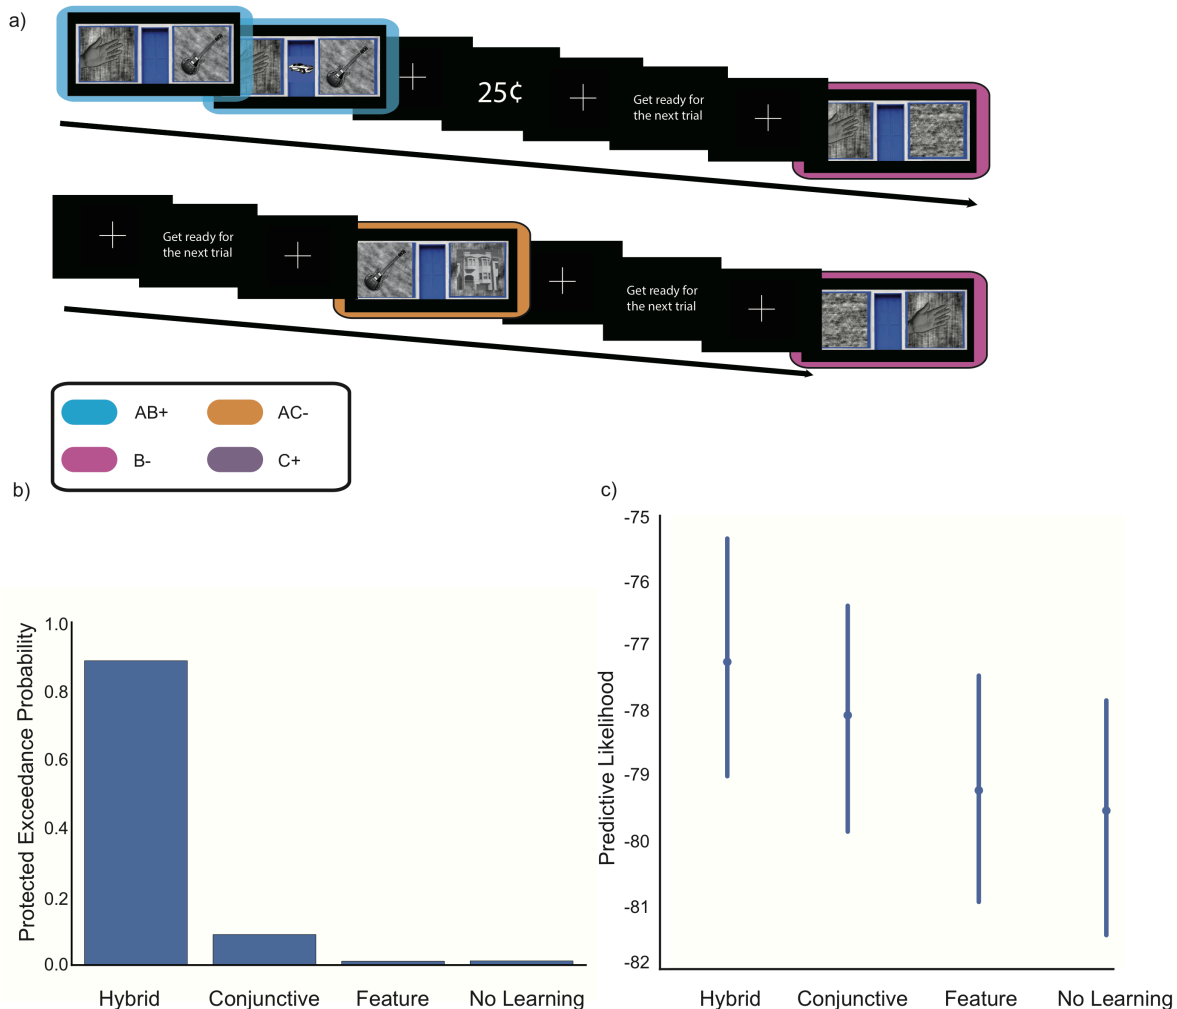 a)
25¢
Get ready for
the next trial
Get ready for
the next trial
Get ready for
the next trial
AB+
AC-
B-
C+
b)
Protected Exceedance Probability
1.0
0.8
0.6
0.4
0.2
0.0
Hybrid
Conjunctive
Feature
No Learning
c)
Predictive Likelihood
-75
-76
-77
-78
-79
-80
-81
-82
Hybrid
Conjunctive
Feature
No Learning